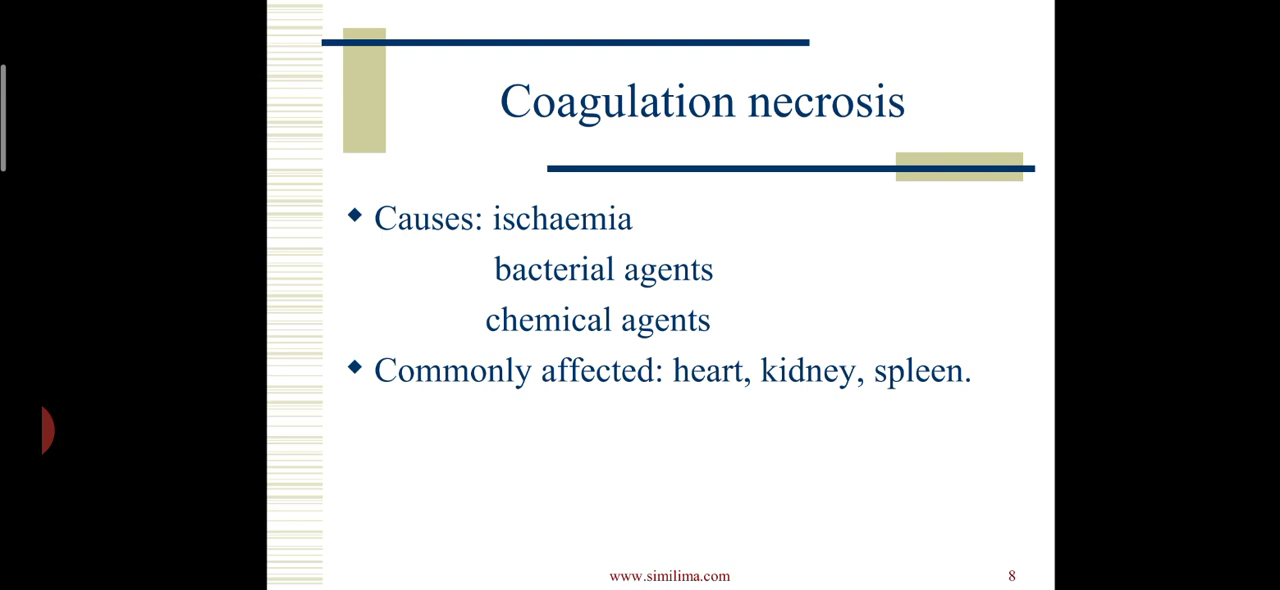 Coagulation necrosis
Causes: ischaemia
bacterial agents
chemical agents
Commonly affected: heart, kidney, spleen.
www.similima.com
8